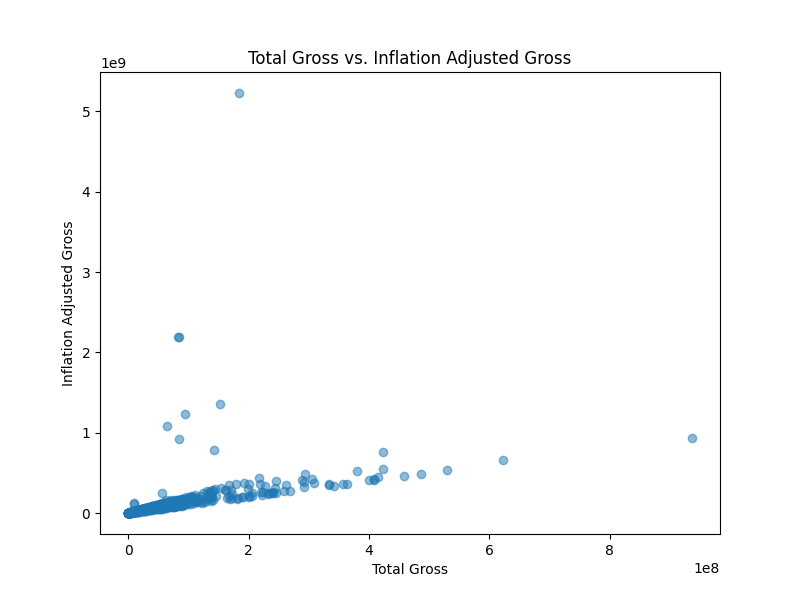 Total Gross vs. Inflation Adjusted Gross
1e9
5
4
3
2
1
0
Inflation Adjusted Gross
0 2 4 6 8
1e8
Total Gross